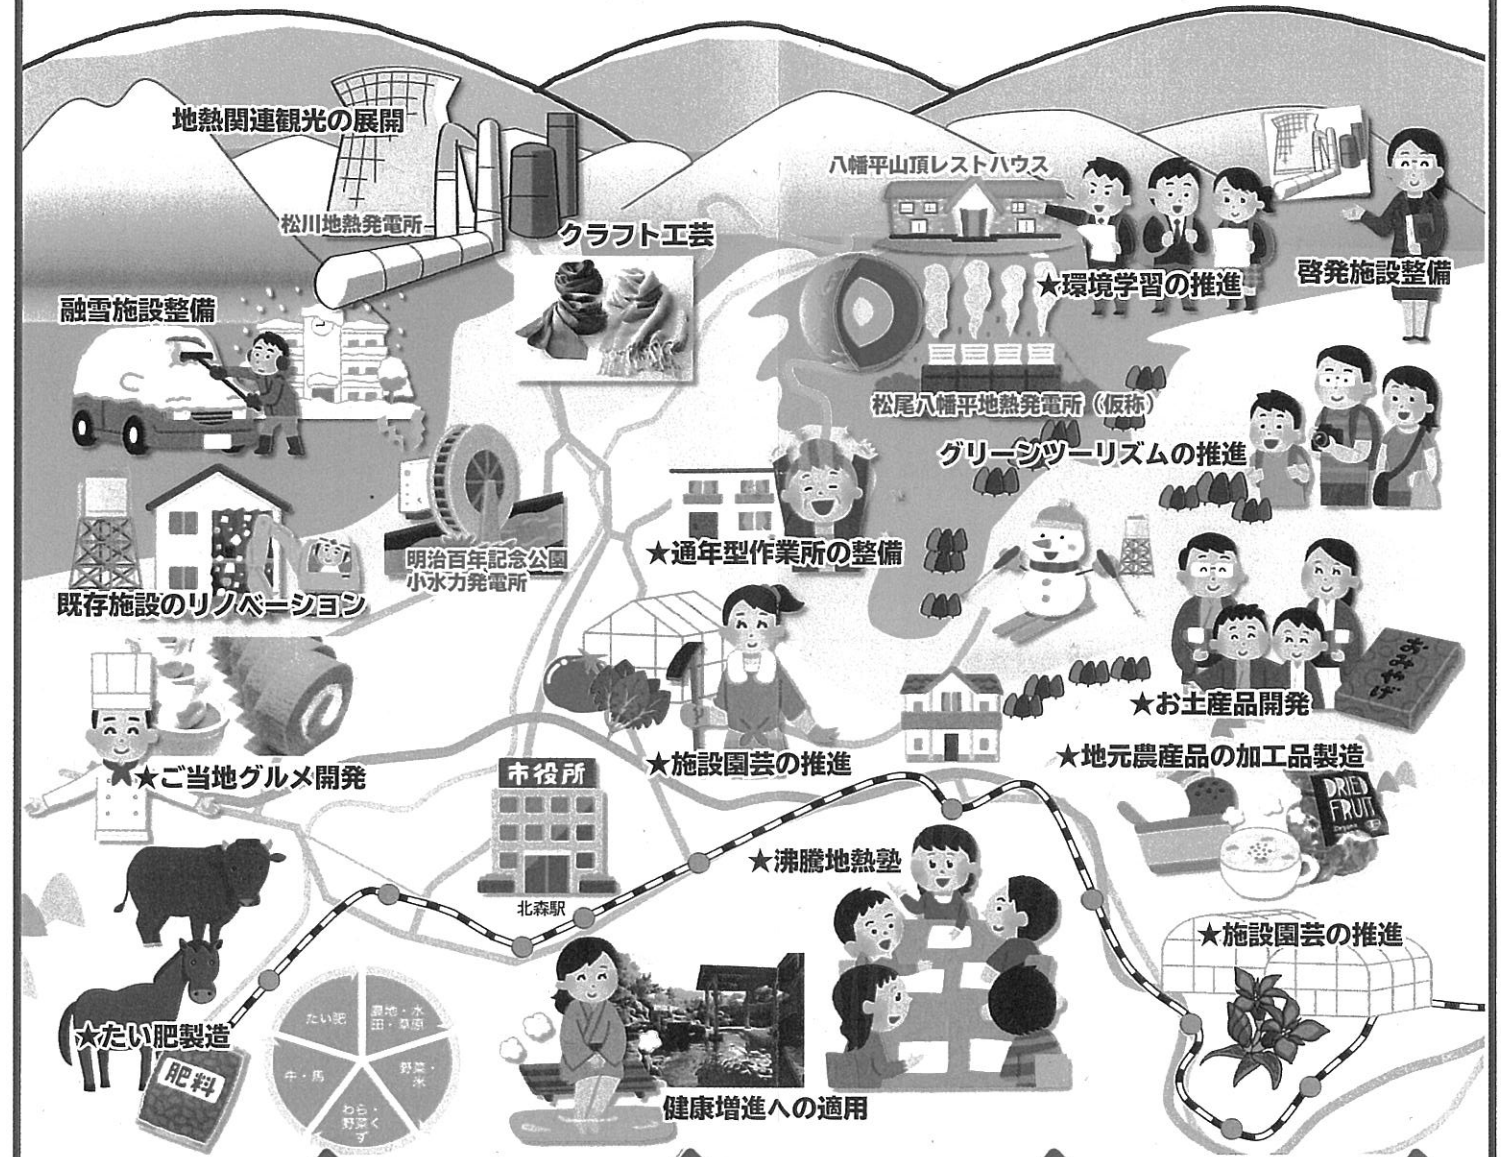 地熱関連観光の展開
松川地熱発電所
クラフト工芸
八幡平山頂レストハウス
★環境学習の推進
啓発施設整備
融雪施設整備
松尾八幡平地熱発電所（仮称）
グリーンツーリズムの推進
明治百年記念公園
小水力発電所
★通年型作業所の整備
既存施設のリノベーション
おみやげ
★お土産品開発
★ご当地グルメ開発
★施設園芸の推進
★地元農産品の加工品製造
DRIED
FRUIT
市役所
北森駅
★沸騰地熱塾
★施設園芸の推進
★たい肥製造
肥料
たい肥
湿地・水
田・草原
牛・馬
野菜・
米
わら・
野菜く
ず
健康増進への適用